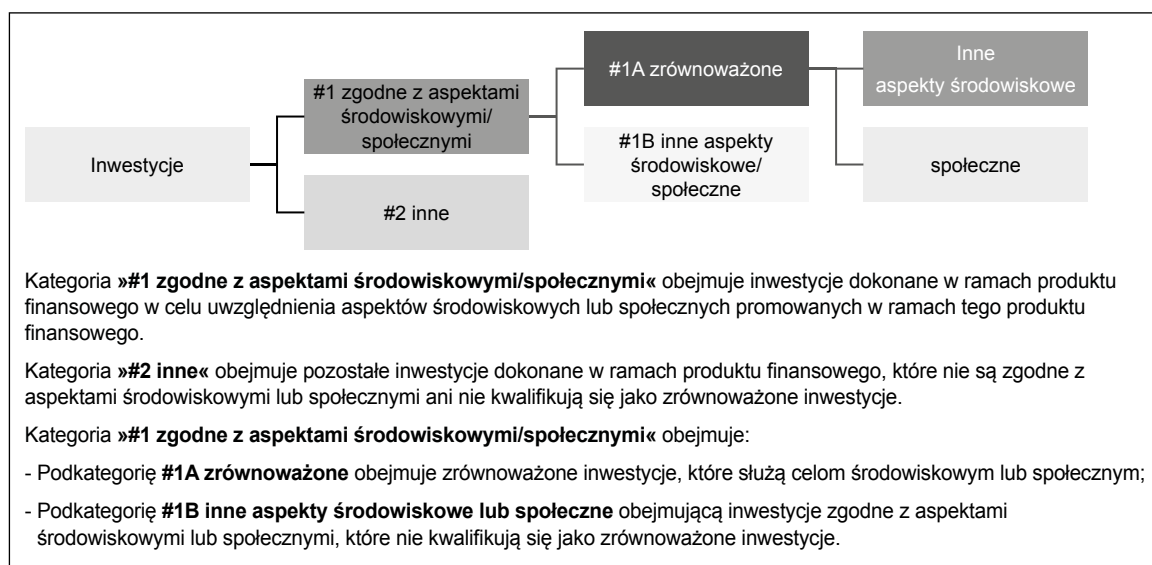 Inwestycje
#1 zgodne z aspektami
środowiskowymi/
społecznymi
#2 inne
#1A zrównoważone
#1B inne aspekty
środowiskowe/
społeczne
Inne
aspekty środowiskowe
społeczne
Kategoria »#1 zgodne z aspektami środowiskowymi/społecznymi« obejmuje inwestycje dokonane w ramach produktu
finansowego w celu uwzględnienia aspektów środowiskowych lub społecznych promowanych w ramach tego produktu
finansowego.
Kategoria »#2 inne« obejmuje pozostałe inwestycje dokonane w ramach produktu finansowego, które nie są zgodne z
aspektami środowiskowymi lub społecznymi ani nie kwalifikują się jako zrównoważone inwestycje.
Kategoria »#1 zgodne z aspektami środowiskowymi/społecznymi« obejmuje:
- Podkategorię #1A zrównoważone obejmuje zrównoważone inwestycje, które służą celom środowiskowym lub społecznym;
- Podkategorię #1B inne aspekty środowiskowe lub społeczne obejmującą inwestycje zgodne z aspektami
środowiskowymi lub społecznymi, które nie kwalifikują się jako zrównoważone inwestycje.